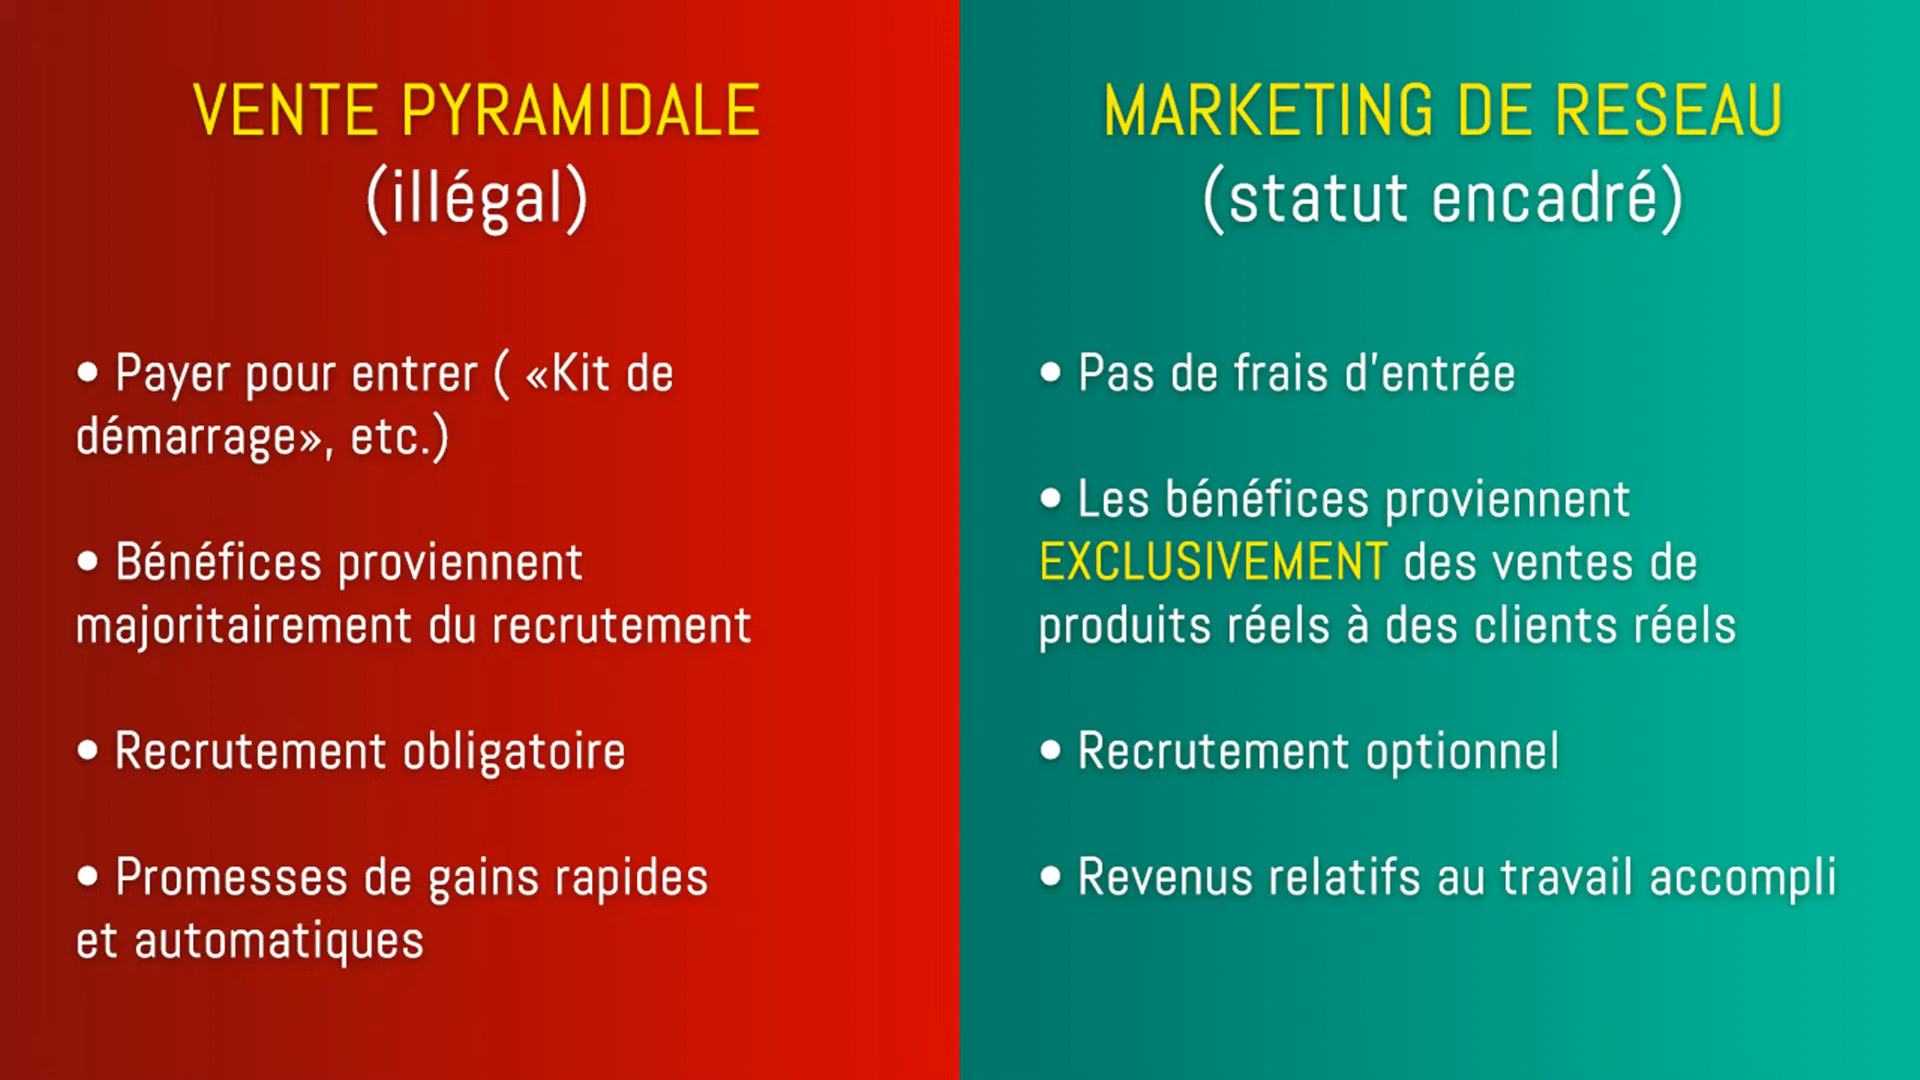 VENTE PYRAMIDALE
(illégal)
• Payer pour entrer ( «Kit de
démarrage», etc.)
• Bénéfices proviennent
majoritairement du recrutement
• Recrutement obligatoire
• Promesses de gains rapides
et automatiques
MARKETING DE RESEAU
(statut encadré)
• Pas de frais d'entrée
• Les bénéfices proviennent
EXCLUSIVEMENT des ventes de
produits réels à des clients réels
• Recrutement optionnel
• Revenus relatifs au travail accompli